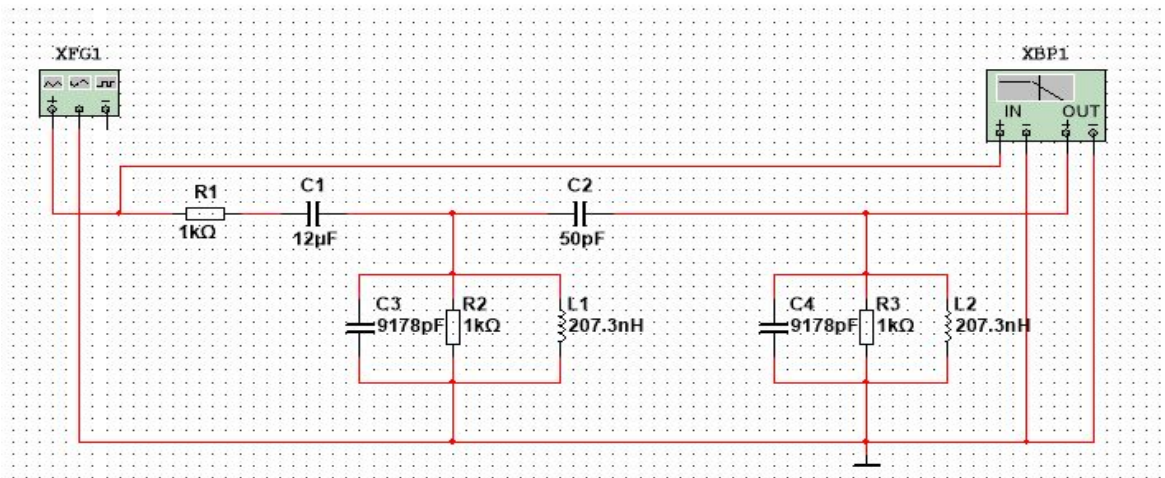 XFG1
XBP1
IN OUT
+ −
+ − + −
R1
C1
C2
1kΩ
12µF
50pF
C3
R2
L1
9178pF
1kΩ
207.3nH
C4
R3
L2
9178pF
1kΩ
207.3nH